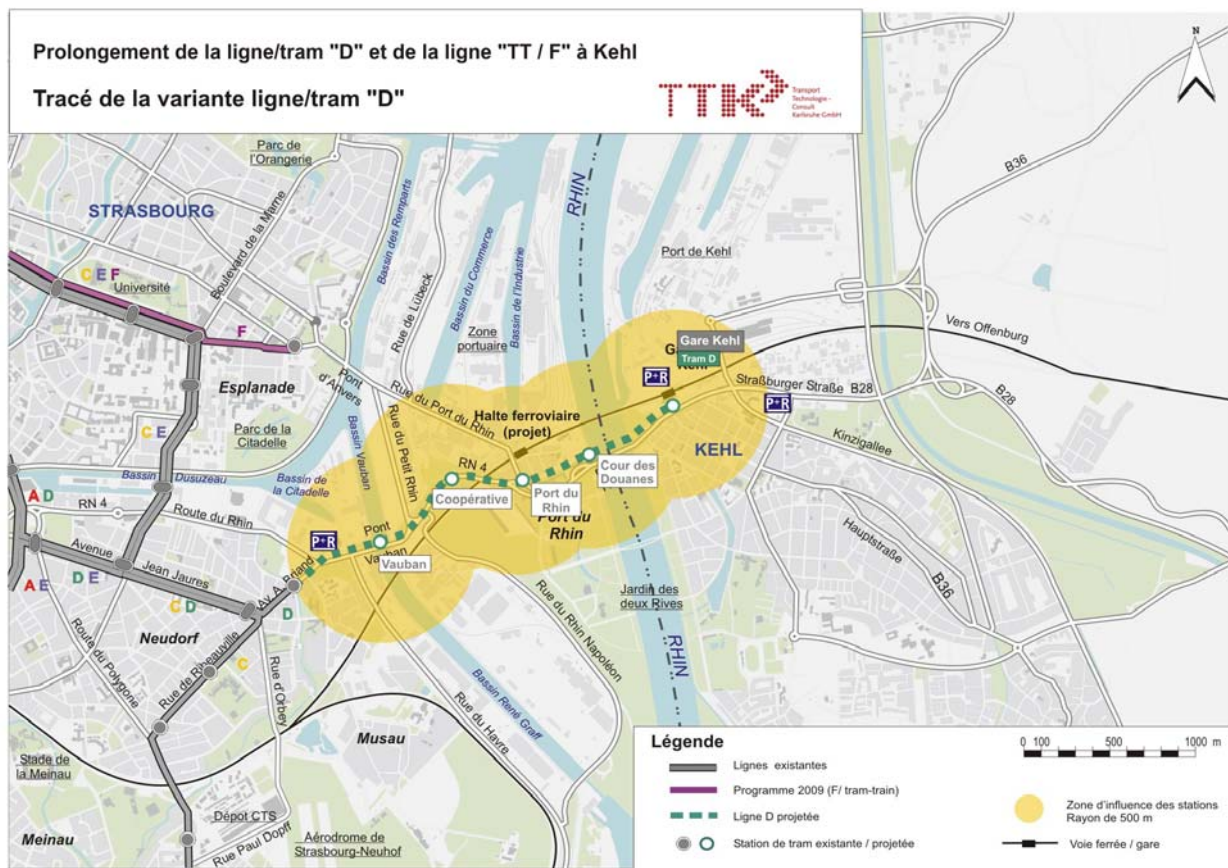 Prolongement de la ligne/tram "D" et de la ligne "TT / F" à Kehl
Tracé de la variante ligne/tram "D"
TTK
Transport
Technologie -
Consult
Karlsruhe GmbH
N
Parc de
l'Orangerie
STRASBOURG
Boulevard de la Marne
Bassin des Remparts
Rue de Lübeck
Bassin du Commerce
Bassin de l'Industrie
RHIN
B36
Port de Kehl
C E F
Université
F
Zone
portuaire
Gare Kehl
Tram D
Kehl
Vers Offenburg
P+R
Straßburger Straße B28
B28
P+R
Esplanade
Pont
d'Anvers
Rue du Port du Rhin
Halte ferroviaire
(projet)
Kinzigallee
C E
Parc de la
Citadelle
Bassin Vauban
Rue du Petit Rhin
RN 4
KEHL
Cour des
Douanes
Bassin Dusuzeau
Bassin de
la Citadelle
Coopérative
Port du
Rhin
Port du
Rhin
A D
RN 4
Route du Rhin
P+R
Pont
Vauban
Vauban
Hauptstraße
B36
Avenue
Jean Jaures
D E
A E
C D
Av. A. Briand
D
Jardin des
deux Rives
Rue du Rhin Napoléon
RHIN
Neudorf
Route du Polygone
Rue de Ribeauville
C
Rue d'Orbey
Bassin René Graff
Rue du Havre
Musau
Stade de
la Meinau
Dépôt CTS
Meinau
Rue Paul Dopff
Aérodrome de
Strasbourg-Neuhof
Légende
0 100 500 1000 m
Lignes existantes
Programme 2009 (F/ tram-train)
Ligne D projetée
Station de tram existante / projetée
Zone d'influence des stations
Rayon de 500 m
Voie ferrée / gare